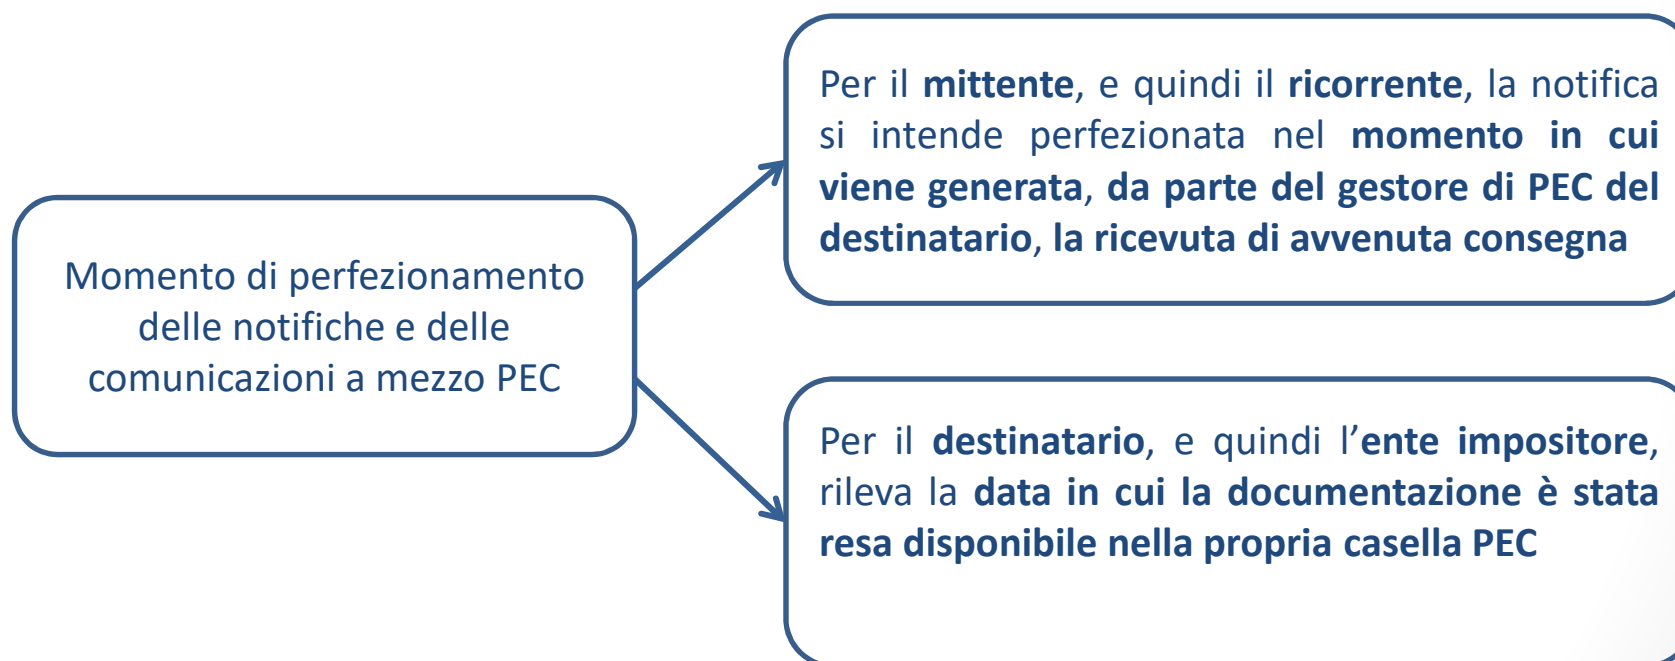 Momento di perfezionamento
delle notifiche e delle
comunicazioni a mezzo PEC
Per il mittente, e quindi il ricorrente, la notifica
si intende perfezionata nel momento in cui
viene generata, da parte del gestore di PEC del
destinatario, la ricevuta di avvenuta consegna
Per il destinatario, e quindi l’ente impositore,
rileva la data in cui la documentazione è stata
resa disponibile nella propria casella PEC